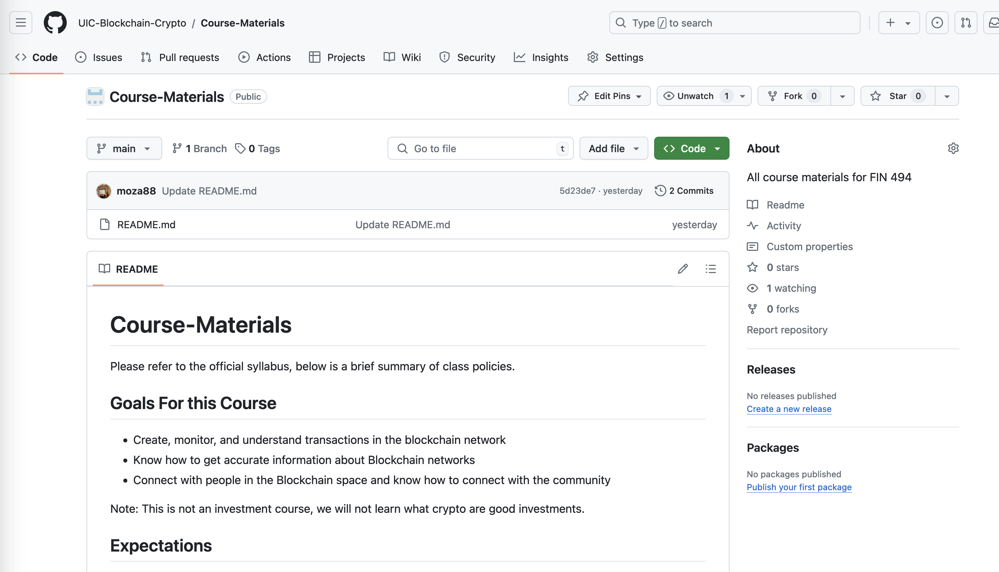 UIC-Blockchain-Crypto / Course-Materials
Type / to search
Code Issues Pull requests Actions Projects Wiki Security Insights Settings
Course-Materials Public
Edit Pins Unwatch 1 Fork 0 Star 0
main 1 Branch 0 Tags
Go to file t Add file Code
moza88 Update README.md 5d23de7 · yesterday 2 Commits
README.md Update README.md yesterday
README
Course-Materials
Please refer to the official syllabus, below is a brief summary of class policies.
Goals For this Course
• Create, monitor, and understand transactions in the blockchain network
• Know how to get accurate information about Blockchain networks
• Connect with people in the Blockchain space and know how to connect with the community
Note: This is not an investment course, we will not learn what crypto are good investments.
Expectations
About
All course materials for FIN 494
Readme
Activity
Custom properties
0 stars
1 watching
0 forks
Report repository
Releases
No releases published
Create a new release
Packages
No packages published
Publish your first package